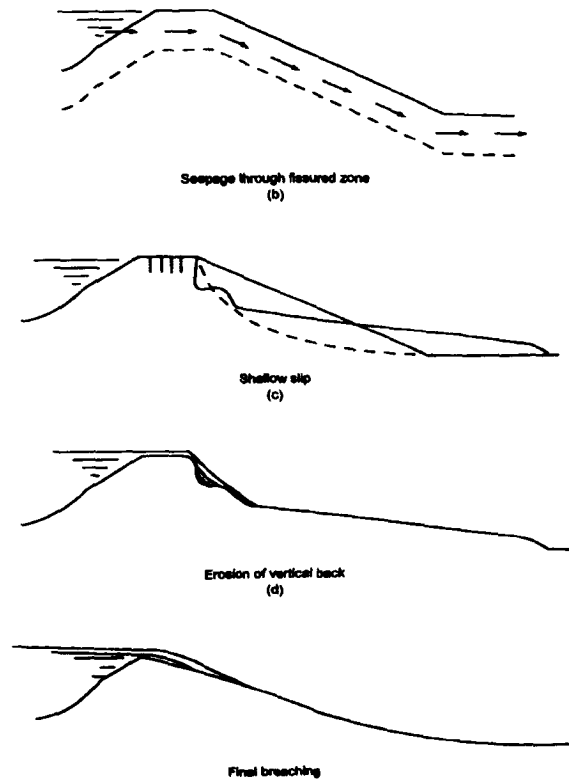 Seepage through fissured zone
(b)
Shallow slip
(c)
Erosion of vertical back
(d)
Final breaching